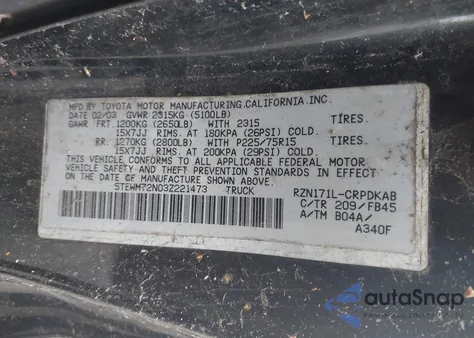 MFD BY TOYOTA MOTOR MANUFACTURING,CALIFORNIA.INC.
DATE 02/03 GVWR 2315KG (5100LB)
GAWR FRT. 1200KG (2650LB) WITH 2315 TIRES.
15X7JJ RIMS. AT 180KPA (26PSI) COLD.
RR. 1270KG (2800LB) WITH P225/75R15 TIRES.
15X7JJ RIMS. AT 200KPA (29PSI) COLD.
THIS VEHICLE CONFORMS TO ALL APPLICABLE FEDERAL MOTOR
VEHICLE SAFETY AND THEFT PREVENTION STANDARDS IN EFFECT ON
THE DATE OF MANUFACTURE SHOWN ABOVE.
5TEWM72N03Z221473 TRUCK
RZN171L-CRPDKAB
C/TR 209/FB45
A/TM B04A/
A340F
autoSnap
POWERED BY VINFAX